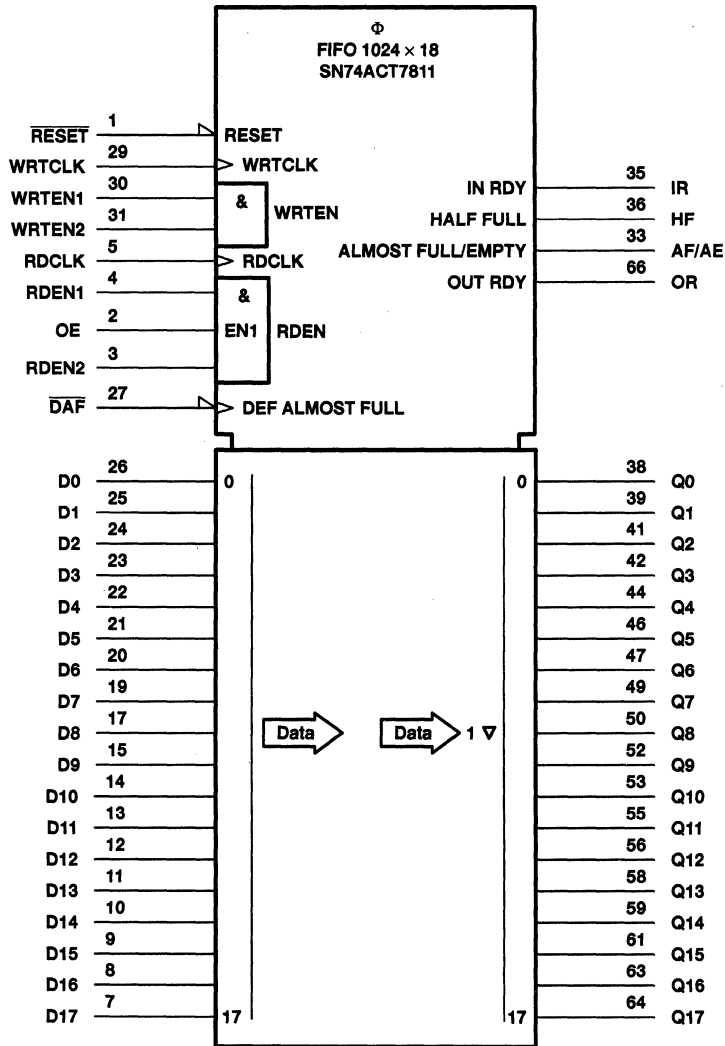 Φ
FIFO 1024 × 18
SN74ACT7811
RESET 1 RESET
WRTCLK 29 WRTCLK
WRTEN1 30 &
WRTEN2 31 WRTEN
RDCLK 5 RDCLK
RDEN1 4 &
OE 2 EN1 RDEN
RDEN2 3
DAF 27 DEF ALMOST FULL
IN RDY 35 IR
HALF FULL 36 HF
ALMOST FULL/EMPTY 33 AF/AE
OUT RDY 66 OR
D0 26 0 0 38 Q0
D1 25 39 Q1
D2 24 41 Q2
D3 23 42 Q3
D4 22 44 Q4
D5 21 46 Q5
D6 20 47 Q6
D7 19 49 Q7
D8 17 Data Data 1 ∇ 50 Q8
D9 15 52 Q9
D10 14 53 Q10
D11 13 55 Q11
D12 12 56 Q12
D13 11 58 Q13
D14 10 59 Q14
D15 9 61 Q15
D16 8 63 Q16
D17 7 17 17 64 Q17